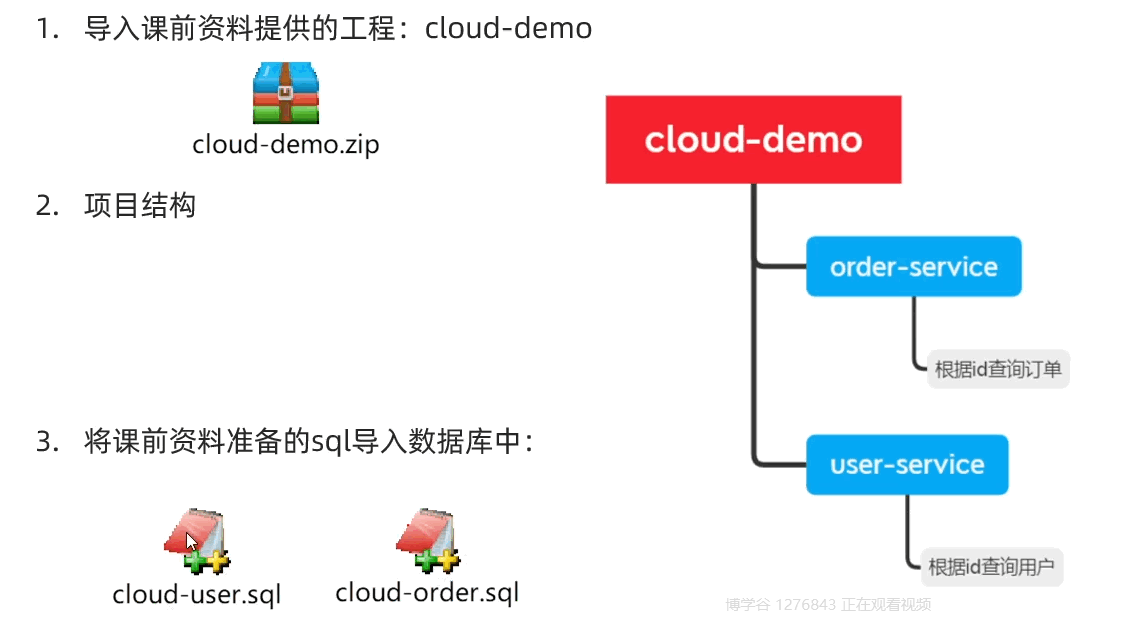 1. 导入课前资料提供的工程：cloud-demo
cloud-demo.zip
2. 项目结构
cloud-demo
order-service
根据id查询订单
user-service
根据id查询用户
3. 将课前资料准备的sql导入数据库中：
cloud-user.sql
cloud-order.sql
博学谷 1276843 正在观看视频